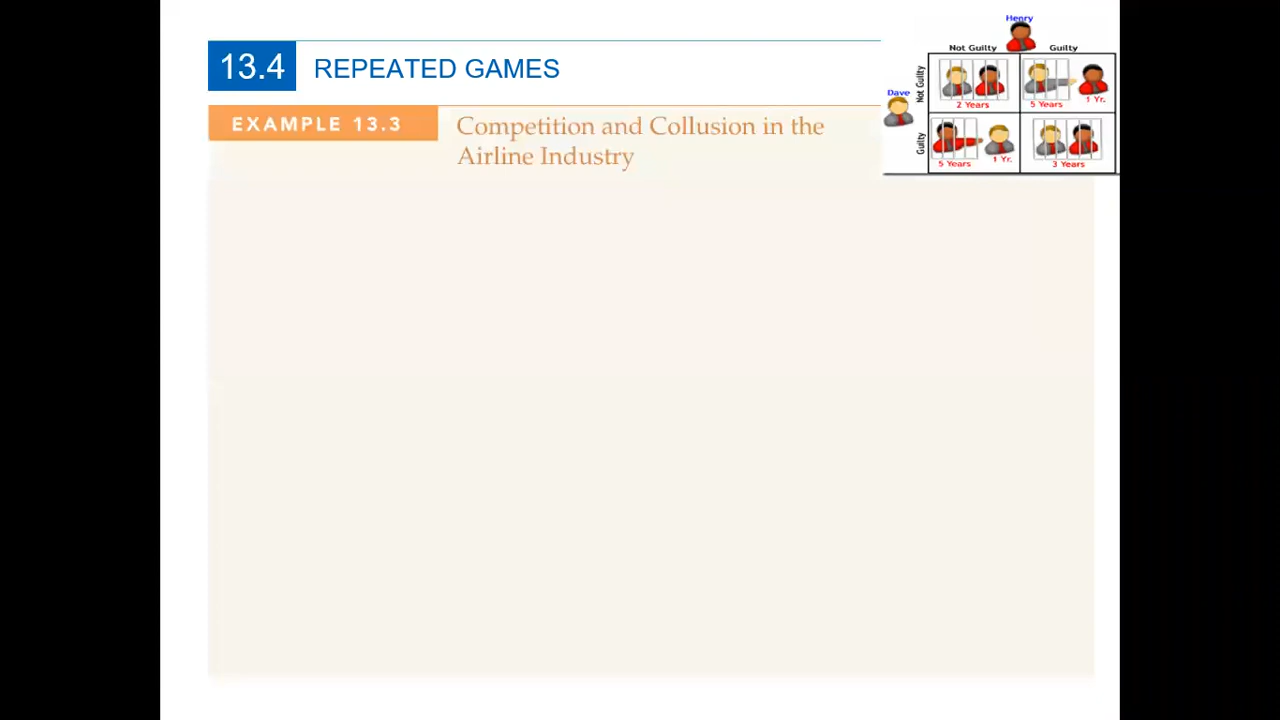 13.4 REPEATED GAMES
EXAMPLE 13.3
Competition and Collusion in the
Airline Industry
Henry
Not Guilty Guilty
Dave
Not Guilty
2 Years
5 Years
1 Yr.
Guilty
5 Years
1 Yr.
3 Years